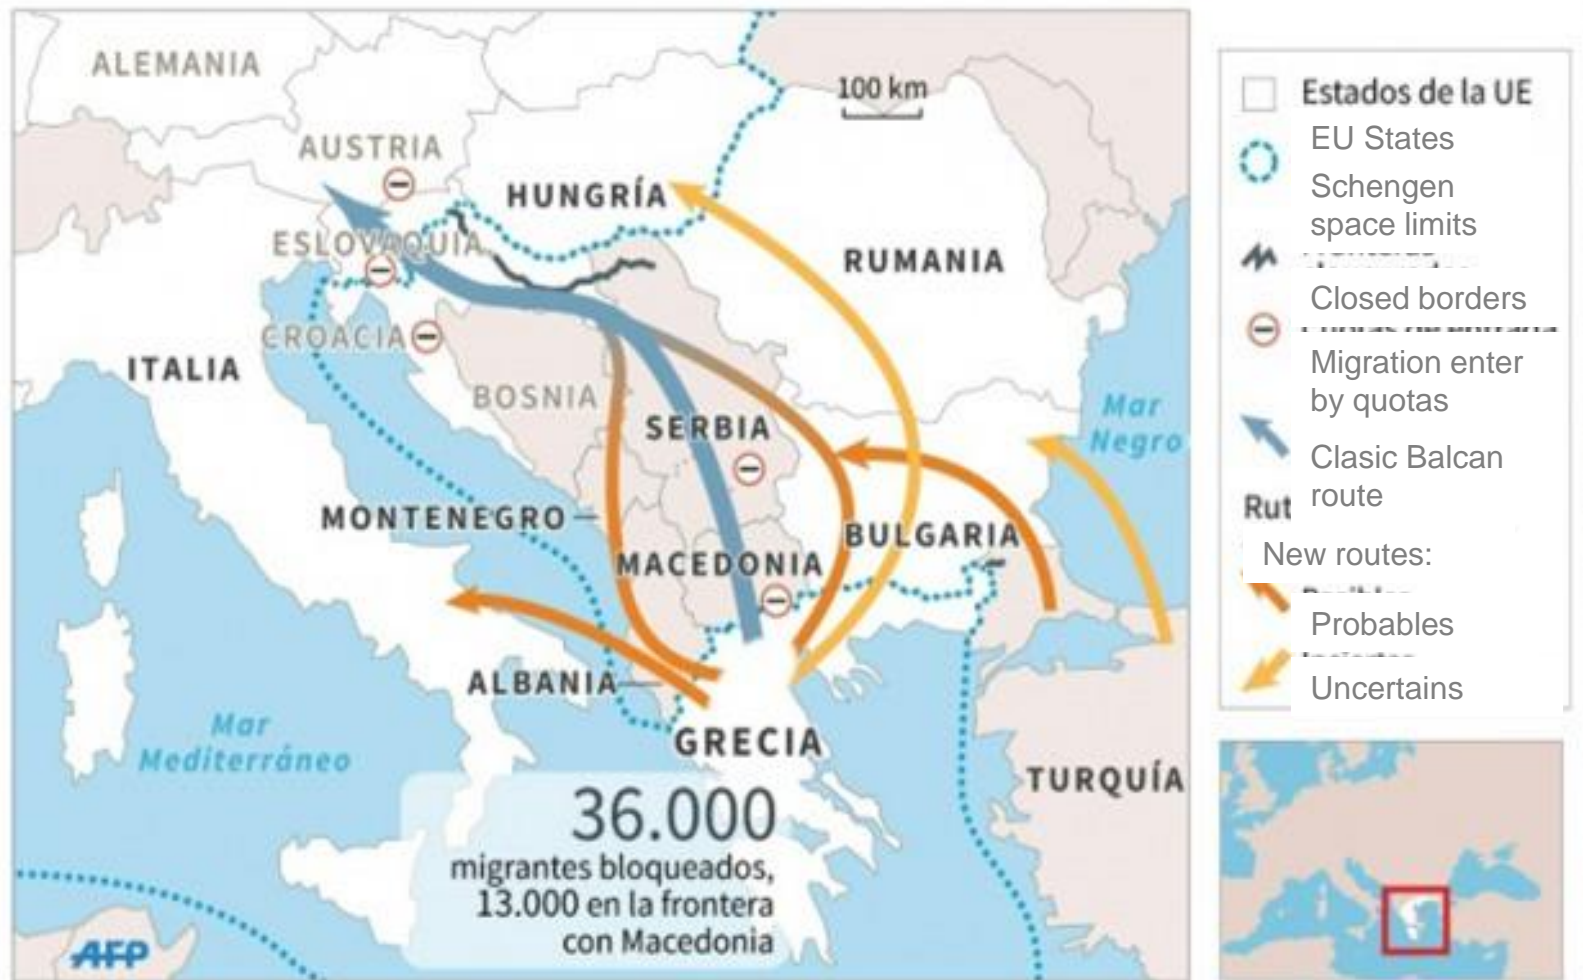 ALEMANIA
AUSTRIA
100 km
HUNGRÍA
ESLOVAQUIA
RUMANIA
CROACIA
ITALIA
BOSNIA
SERBIA
Mar
Negro
MONTENEGRO
MACEDONIA
BULGARIA
ALBANIA
Mar
Mediterráneo
GRECIA
TURQUÍA
36.000
migrantes bloqueados,
13.000 en la frontera
con Macedonia
AFP
Estados de la UE
EU States
Schengen
space limits
Closed borders
Migration enter
by quotas
Clasic Balcan
route
Rut
New routes:
Probables
Uncertains